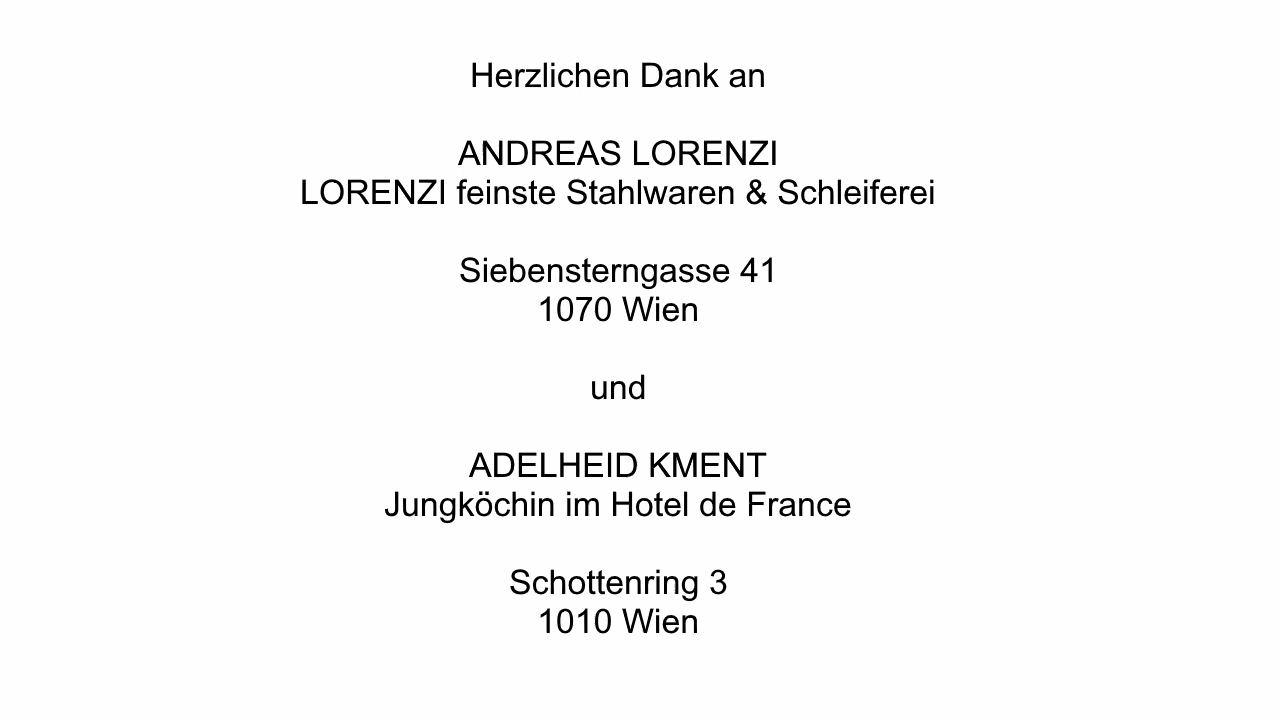 Herzlichen Dank an
ANDREAS LORENZI
LORENZI feinste Stahlwaren & Schleiferei
Siebensterngasse 41
1070 Wien
und
ADELHEID KMENT
Jungköchin im Hotel de France
Schottenring 3
1010 Wien